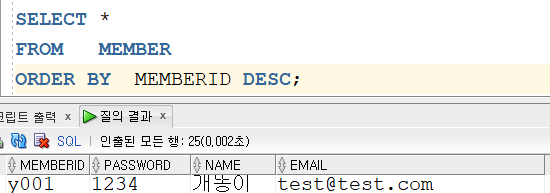 SELECT *
FROM   MEMBER
ORDER BY  MEMBERID DESC;
크립트 출력 × 질의 결과 ×
SQL | 인출된 모든 행: 25(0,002초)
MEMBERID PASSWORD NAME EMAIL
y001 1234 개똥이 test@test.com